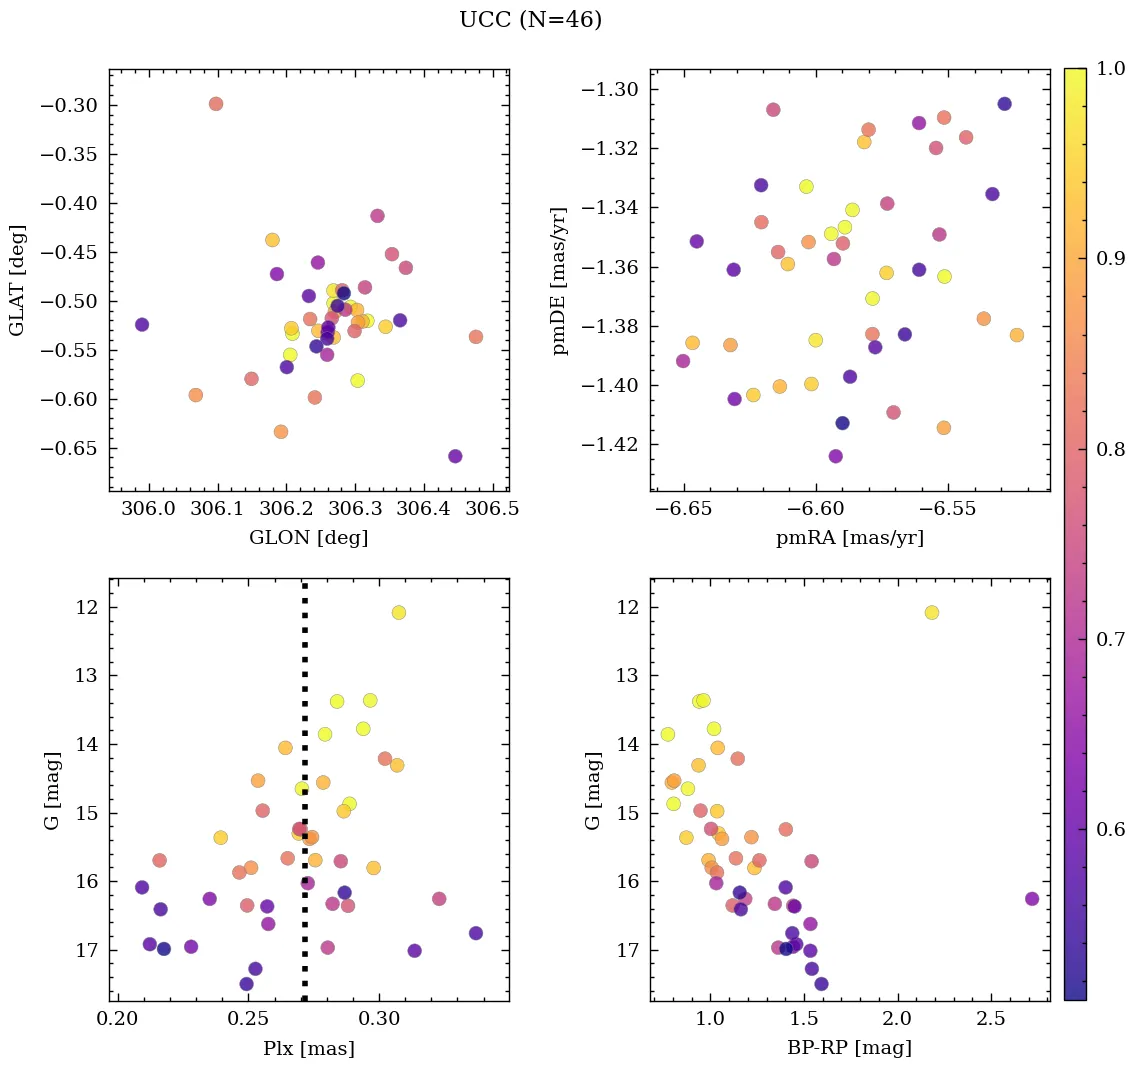 UCC (N=46)
−0.30
−0.35
−0.40
−0.45
−0.50
−0.55
−0.60
−0.65
GLAT [deg]
306.0 306.1 306.2 306.3 306.4 306.5
GLON [deg]
−1.30
−1.32
−1.34
−1.36
−1.38
−1.40
−1.42
pmDE [mas/yr]
−6.65 −6.60 −6.55
pmRA [mas/yr]
12
13
14
15
16
17
G [mag]
0.20 0.25 0.30
Plx [mas]
12
13
14
15
16
17
G [mag]
1.0 1.5 2.0 2.5
BP-RP [mag]
1.0
0.9
0.8
0.7
0.6